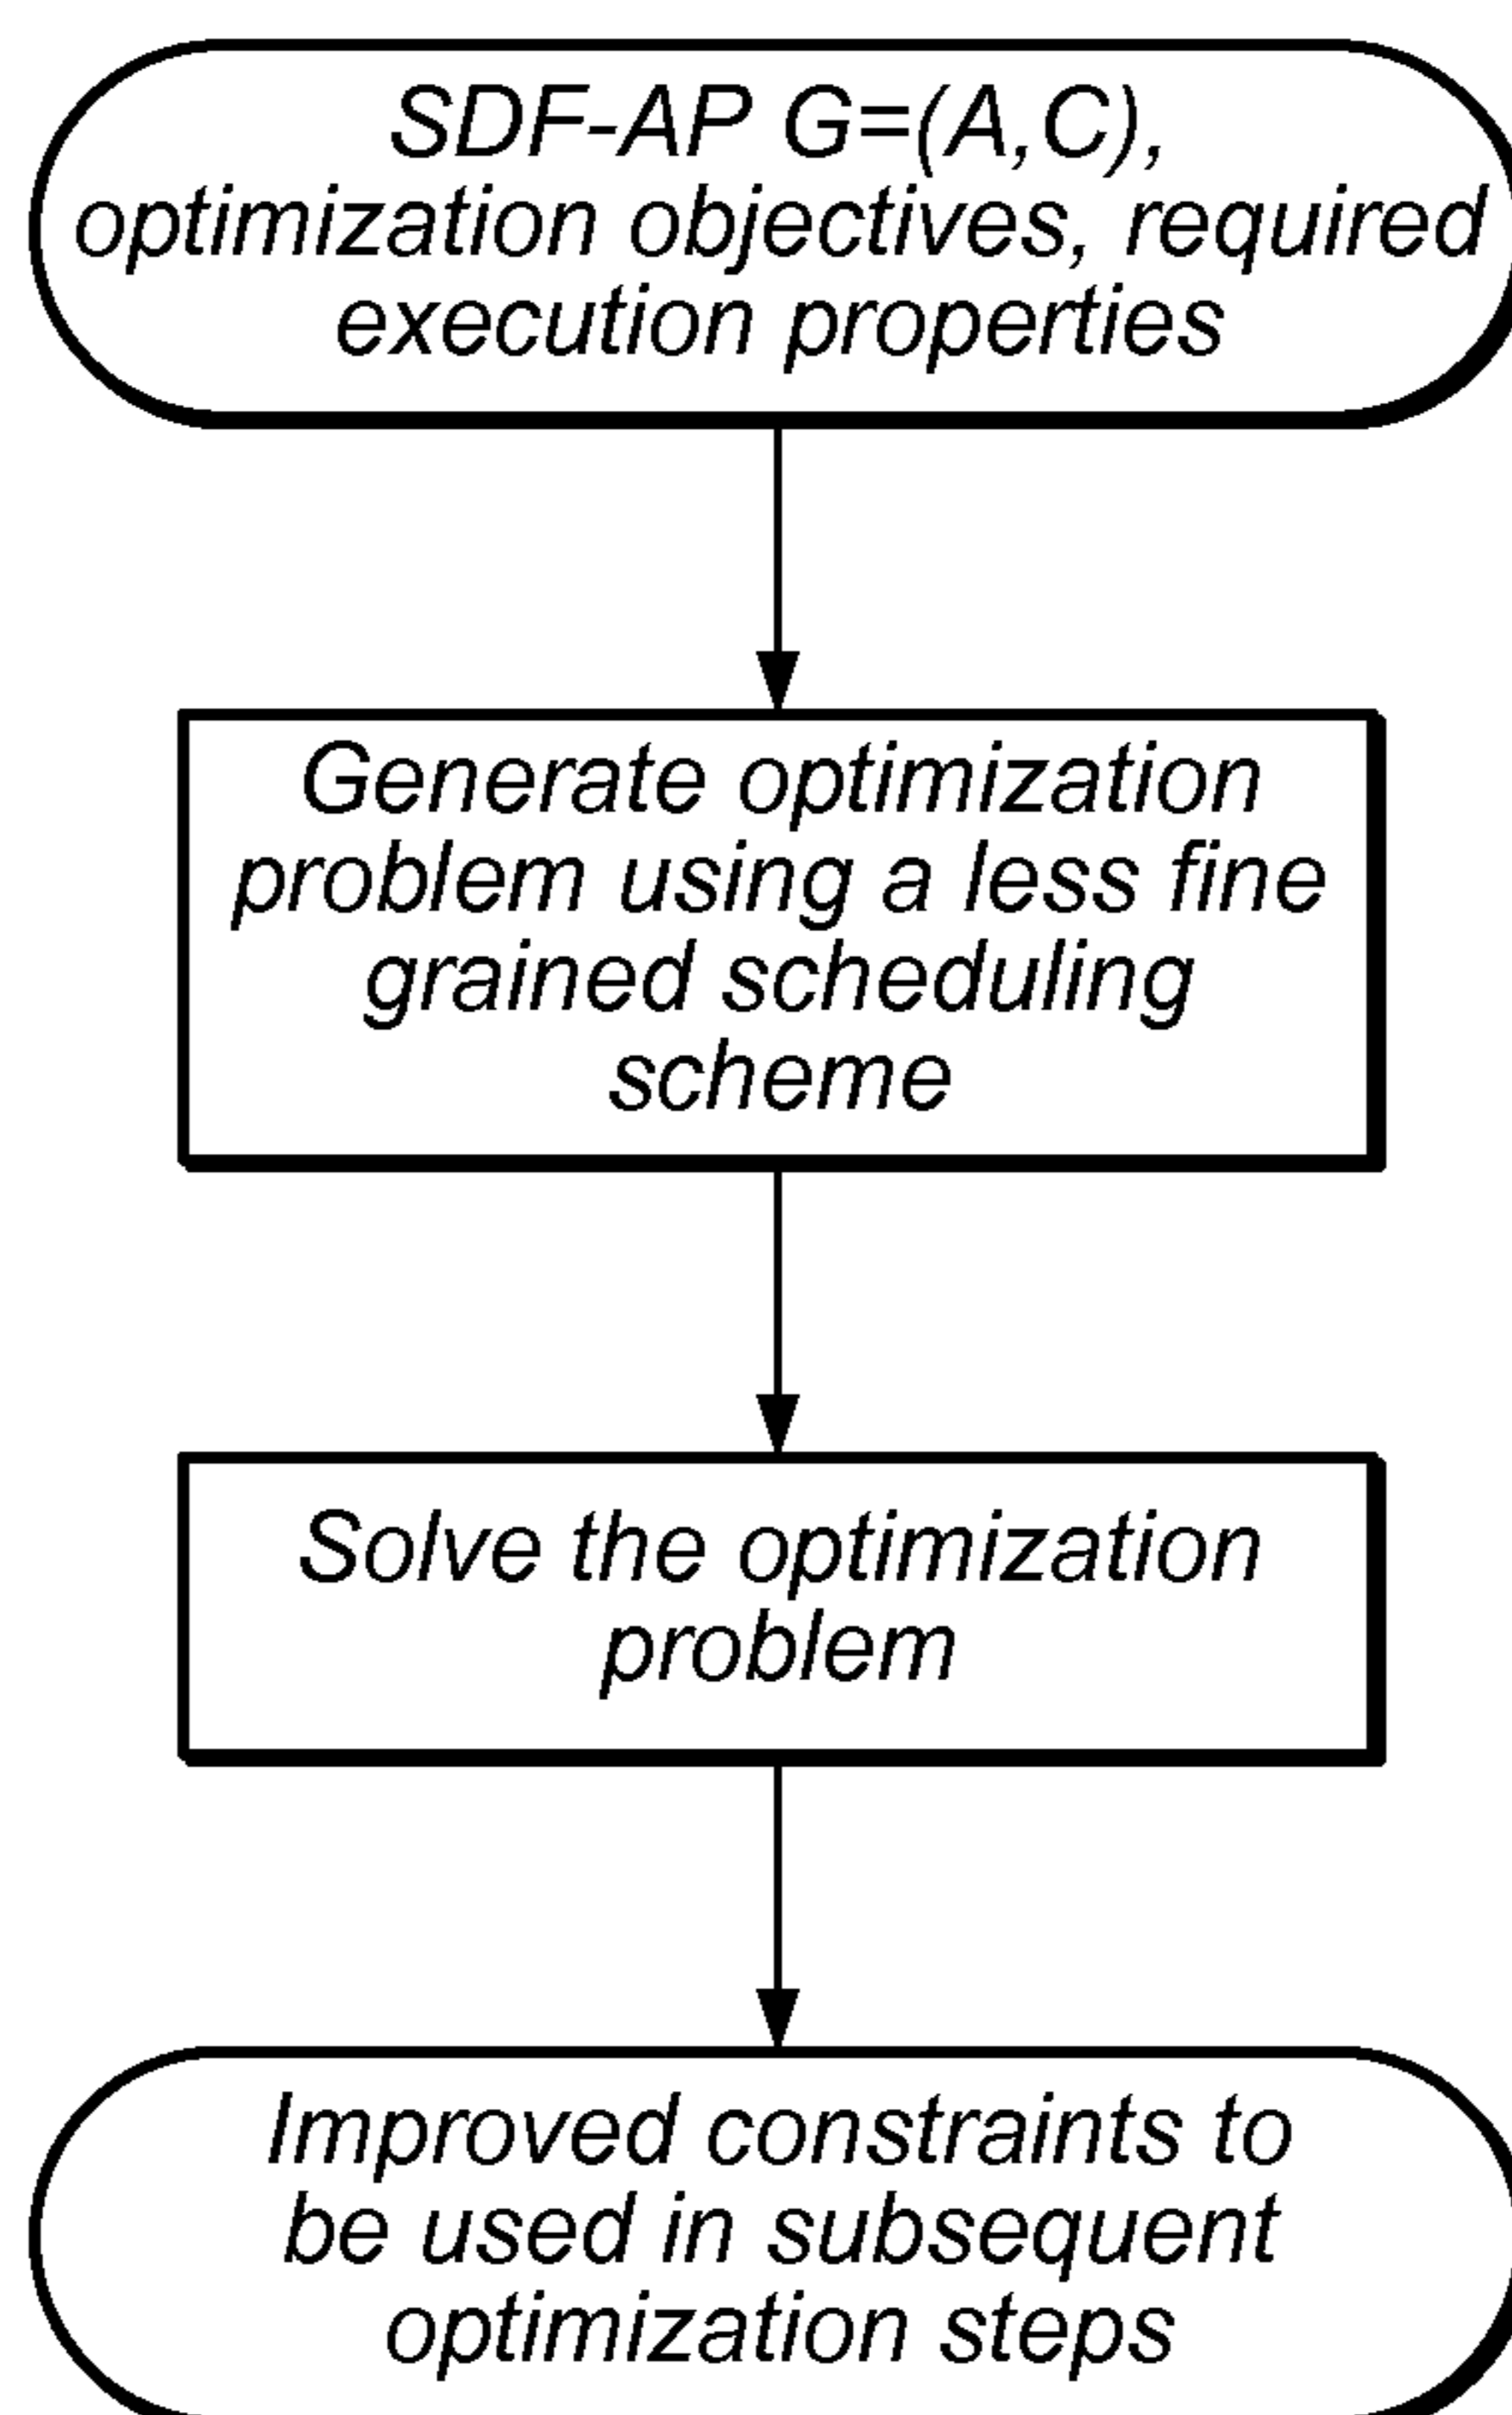 SDF-AP G=(A,C),
optimization objectives, required
execution properties
Generate optimization
problem using a less fine
grained scheduling
scheme
Solve the optimization
problem
Improved constraints to
be used in subsequent
optimization steps